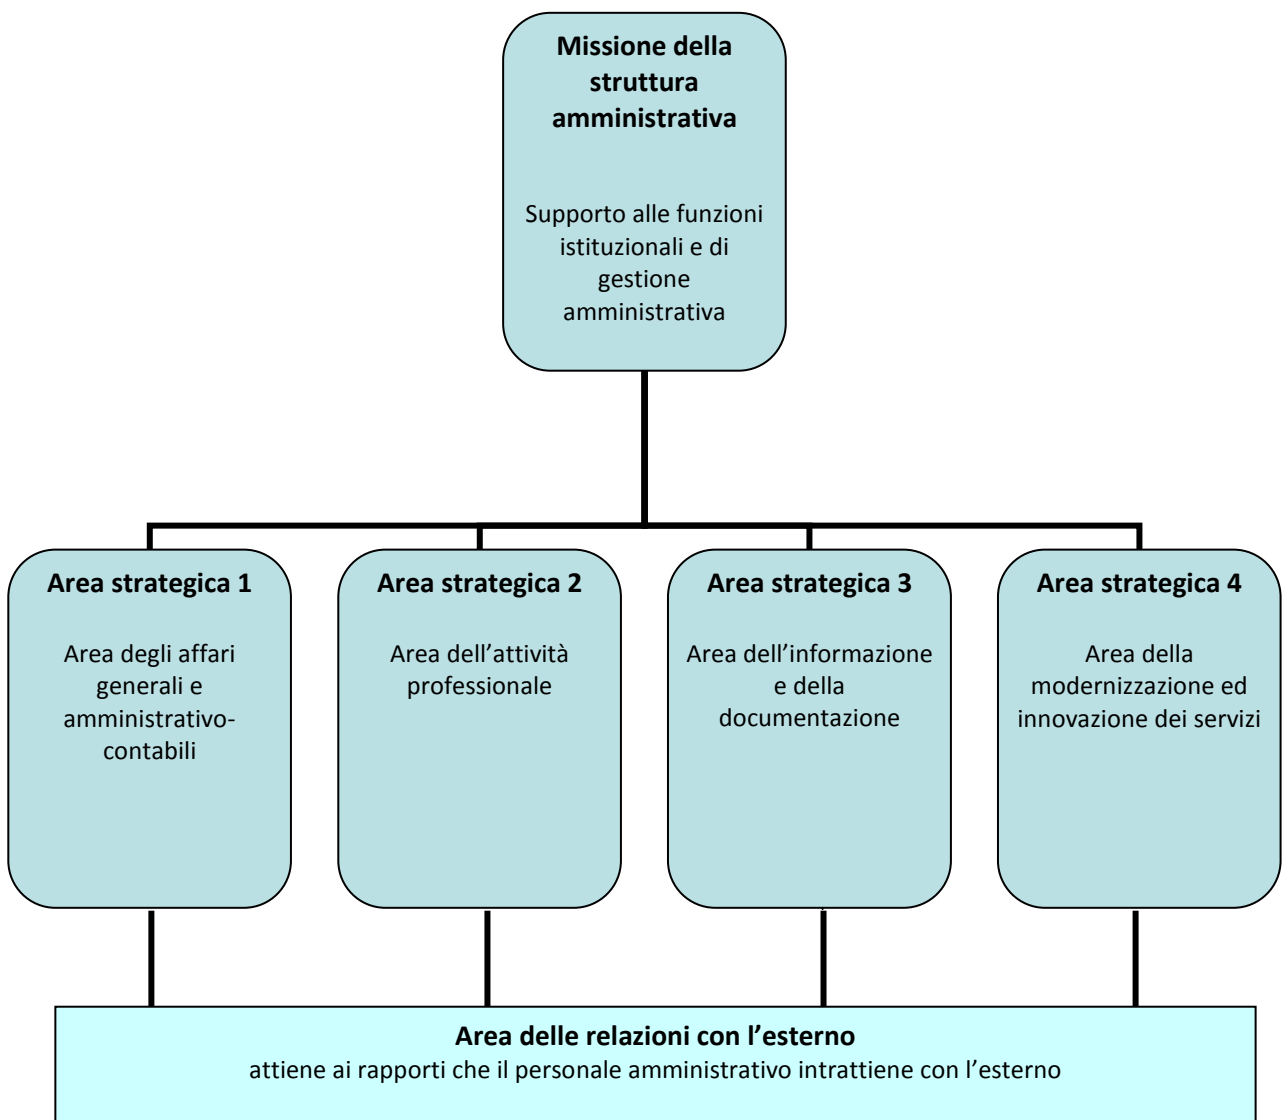 Missione della
struttura
amministrativa
Supporto alle funzioni
istituzionali e di
gestione
amministrativa
Area strategica 1
Area degli affari
generali e
amministrativo-
contabili
Area strategica 2
Area dell’attività
professionale
Area strategica 3
Area dell’informazione
e della
documentazione
Area strategica 4
Area della
modernizzazione ed
innovazione dei servizi
Area delle relazioni con l’esterno
attiene ai rapporti che il personale amministrativo intrattiene con l’esterno